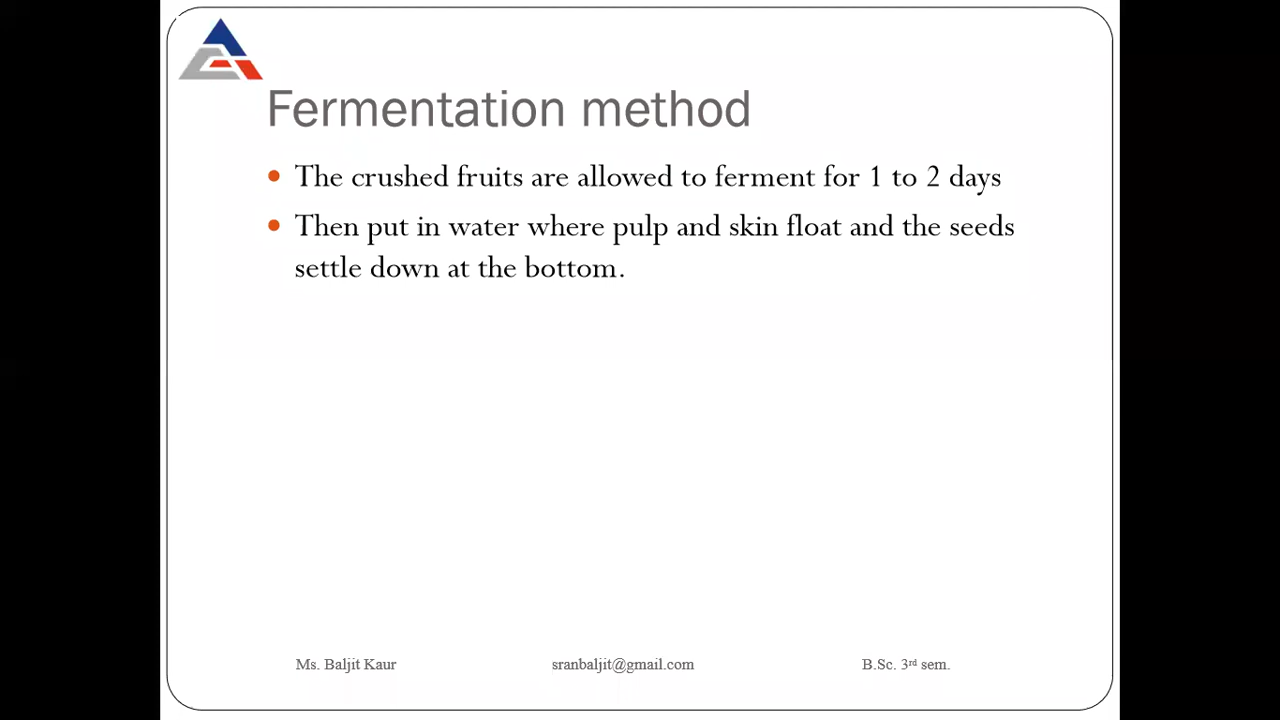 Fermentation method
• The crushed fruits are allowed to ferment for 1 to 2 days
• Then put in water where pulp and skin float and the seeds
settle down at the bottom.
Ms. Baljit Kaur sranbaljit@gmail.com B.Sc. 3rd sem.